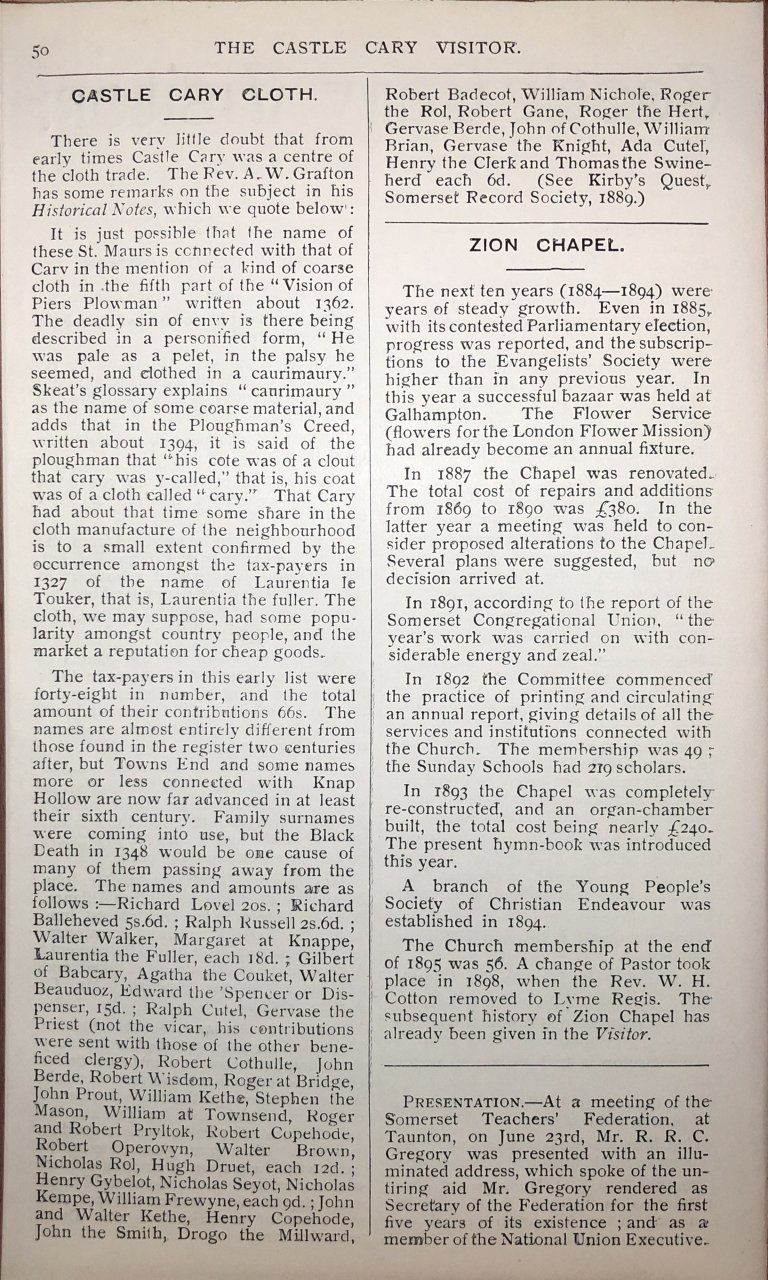 50
THE CASTLE CARY VISITOR.
CASTLE CARY CLOTH.
There is very little doubt that from
early times Castle Cary was a centre of
the cloth trade. The Rev. A. W. Grafton
has some remarks on the subject in his
Historical Notes, which we quote below:
It is just possible that the name of
these St. Maurs is connected with that of
Cary in the mention of a kind of coarse
cloth in the fifth part of the "Vision of
Piers Plowman" written about 1362.
The deadly sin of envy is there being
described in a personified form, "He
was pale as a pelet, in the palsy he
seemed, and clothed in a caurimaury."
Skeat's glossary explains "caurimaury"
as the name of some coarse material, and
adds that in the Ploughman's Creed,
written about 1394, it is said of the
ploughman that "his cote was of a clout
that cary was y-called," that is, his coat
was of a cloth called "cary." That Cary
had about that time some share in the
cloth manufacture of the neighbourhood
is to a small extent confirmed by the
occurrence amongst the tax-payers in
1327 of the name of Laurentia le
Touker, that is, Laurentia the fuller. The
cloth, we may suppose, had some popu-
larity amongst country people, and the
market a reputation for cheap goods.
The tax-payers in this early list were
forty-eight in number, and the total
amount of their contributions 66s. The
names are almost entirely different from
those found in the register two centuries
after, but Towns End and some names
more or less connected with Knap
Hollow are now far advanced in at least
their sixth century. Family surnames
were coming into use, but the Black
Death in 1348 would be one cause of
many of them passing away from the
place. The names and amounts are as
follows :—Richard Lovel 20s. ; Richard
Balleheved 5s.6d. ; Ralph Russell 2s.6d. ;
Walter Walker, Margaret at Knappe,
Laurentia the Fuller, each 18d. ; Gilbert
of Babcary, Agatha the Couket, Walter
Beauduoz, Edward the 'Spencer or Dis-
penser, 15d. ; Ralph Cutel, Gervase the
Priest (not the vicar, his contributions
were sent with those of the other bene-
ficed clergy), Robert Cothulle, John
Berde, Robert Wisdom, Roger at Bridge,
John Prout, William Kethe, Stephen the
Mason, William at Townsend, Roger
and Robert Pryltok, Robert Copehode,
Robert Operovyn, Walter Brown,
Nicholas Rol, Hugh Druet, each 12d. ;
Henry Gybelot, Nicholas Seyot, Nicholas
Kempe, William Frewyne, each 9d. ; John
and Walter Kethe, Henry Copehode,
John the Smith, Drogo the Millward,
Robert Badecot, William Nichole, Roger
the Rol, Robert Gane, Roger the Hert,
Gervase Berde, John of Cothulle, William
Brian, Gervase the Knight, Ada Cutel,
Henry the Clerk and Thomas the Swine-
herd each 6d. (See Kirby's Quest,
Somerset Record Society, 1889.)
ZION CHAPEL.
The next ten years (1884—1894) were
years of steady growth. Even in 1885,
with its contested Parliamentary election,
progress was reported, and the subscrip-
tions to the Evangelists' Society were
higher than in any previous year. In
this year a successful bazaar was held at
Galhampton. The Flower Service
(flowers for the London Flower Mission)
had already become an annual fixture.
In 1887 the Chapel was renovated.
The total cost of repairs and additions
from 1869 to 1890 was £380. In the
latter year a meeting was held to con-
sider proposed alterations to the Chapel.
Several plans were suggested, but no
decision arrived at.
In 1891, according to the report of the
Somerset Congregational Union, "the
year's work was carried on with con-
siderable energy and zeal."
In 1892 the Committee commenced
the practice of printing and circulating
an annual report, giving details of all the
services and institutions connected with
the Church. The membership was 49 ;
the Sunday Schools had 219 scholars.
In 1893 the Chapel was completely
re-constructed, and an organ-chamber
built, the total cost being nearly £240.
The present hymn-book was introduced
this year.
A branch of the Young People's
Society of Christian Endeavour was
established in 1894.
The Church membership at the end
of 1895 was 56. A change of Pastor took
place in 1898, when the Rev. W. H.
Cotton removed to Lyme Regis. The
subsequent history of Zion Chapel has
already been given in the Visitor.
PRESENTATION.—At a meeting of the
Somerset Teachers' Federation, at
Taunton, on June 23rd, Mr. R. R. C.
Gregory was presented with an illu-
minated address, which spoke of the un-
tiring aid Mr. Gregory rendered as
Secretary of the Federation for the first
five years of its existence ; and as a
member of the National Union Executive.